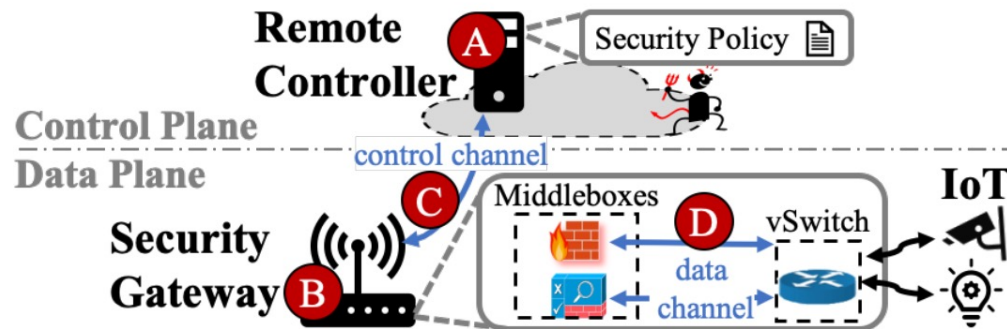 Remote
Controller
A
Security Policy
Control Plane
Data Plane
control channel
C
Security
Gateway
B
Middleboxes
D
vSwitch
data
channel
IoT